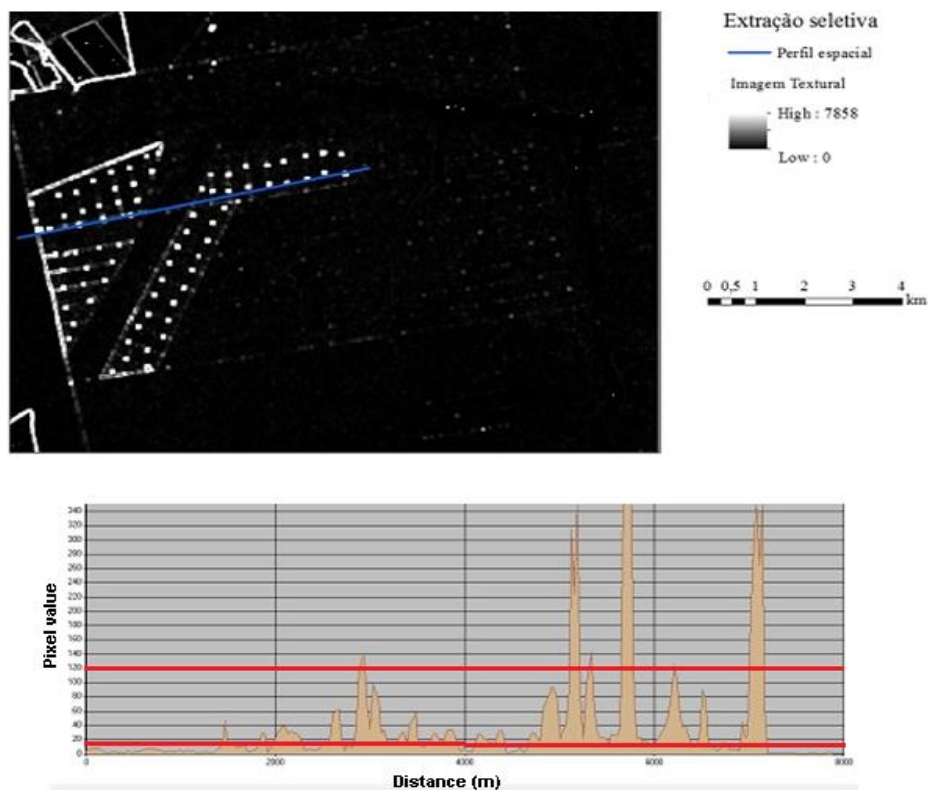 Extração seletiva
Perfil espacial
Imagem Textural
High : 7858
Low : 0
0 0,5 1 2 3 4
km
340
320
300
280
260
240
220
200
180
160
140
120
100
80
60
40
20
0
Pixel value
0 2000 4000 6000 8000
Distance (m)